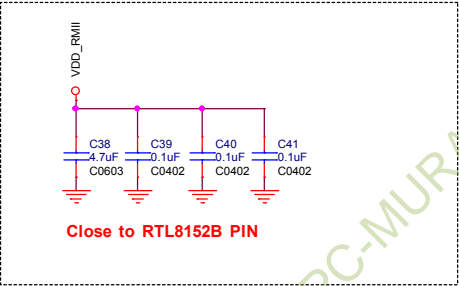 VDD_RMII
C38 C39 C40 C41
4.7uF 0.1uF 0.1uF 0.1uF
C0603 C0402 C0402 C0402
Close to RTL8152B PIN